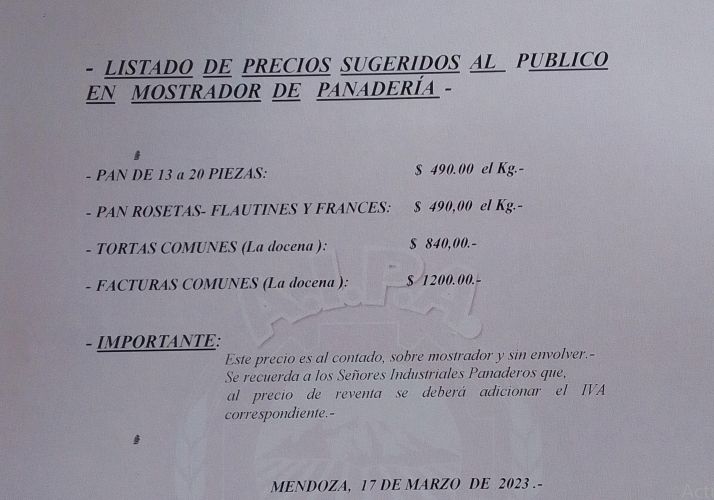 - LISTADO DE PRECIOS SUGERIDOS AL PUBLICO
EN MOSTRADOR DE PANADERÍA -
- PAN DE 13 a 20 PIEZAS: $ 490.00 el Kg.-
- PAN ROSETAS- FLAUTINES Y FRANCES: $ 490,00 el Kg.-
- TORTAS COMUNES (La docena ): $ 840,00.-
- FACTURAS COMUNES (La docena ): $ 1200.00.-
- IMPORTANTE:
Este precio es al contado, sobre mostrador y sin envolver.-
Se recuerda a los Señores Industriales Panaderos que,
al precio de reventa se deberá adicionar el IVA
correspondiente.-
MENDOZA, 17 DE MARZO DE 2023 .-